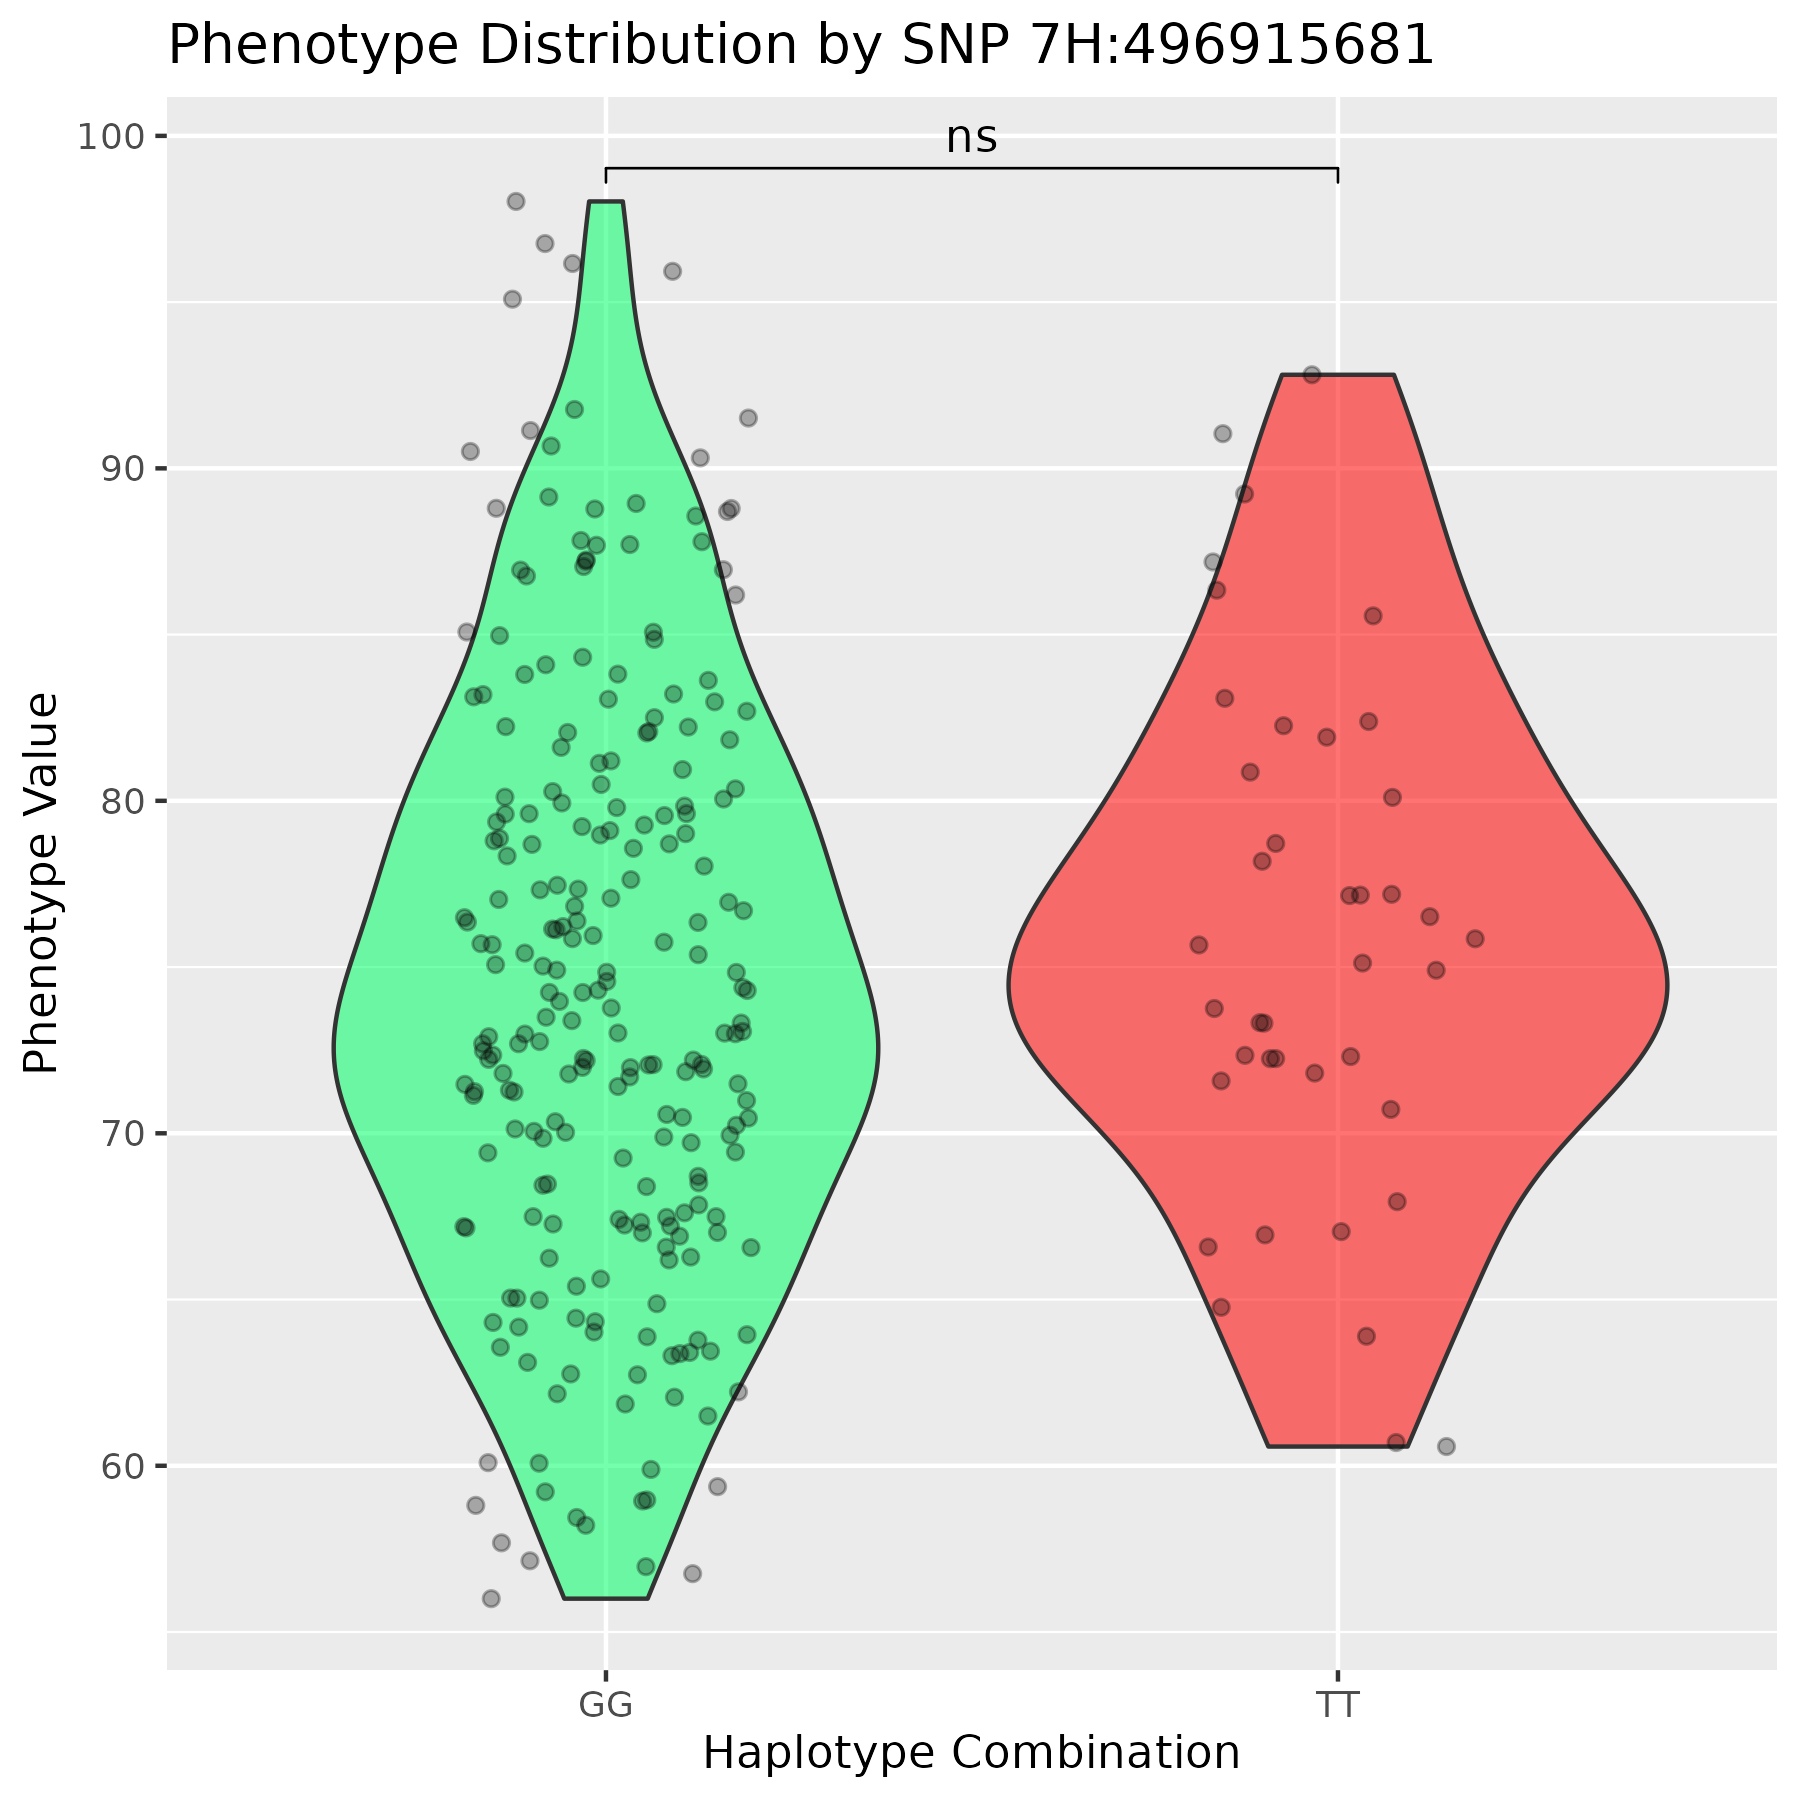 Phenotype Distribution by SNP 7H:496915681
ns
100
90
80
70
60
Phenotype Value
GG
TT
Haplotype Combination